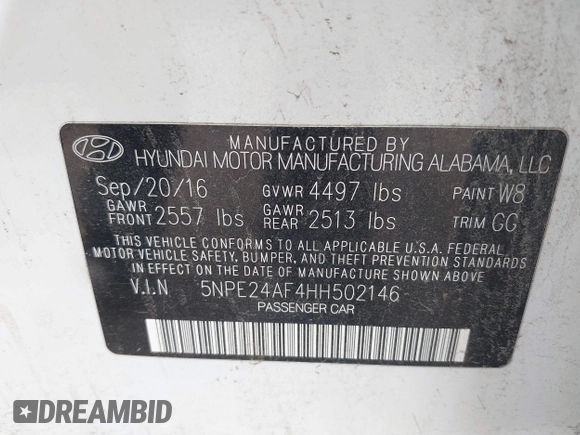 MANUFACTURED BY
HYUNDAI MOTOR MANUFACTURING ALABAMA, LLC
Sep/20/16 GVWR 4497 lbs PAINT W8
GAWR FRONT 2557 lbs GAWR REAR 2513 lbs TRIM GG
THIS VEHICLE CONFORMS TO ALL APPLICABLE U.S.A. FEDERAL
MOTOR VEHICLE SAFETY, BUMPER, AND THEFT PREVENTION STANDARDS
IN EFFECT ON THE DATE OF MANUFACTURE SHOWN ABOVE.
V.I.N 5NPE24AF4HH502146
PASSENGER CAR
DREAMBID